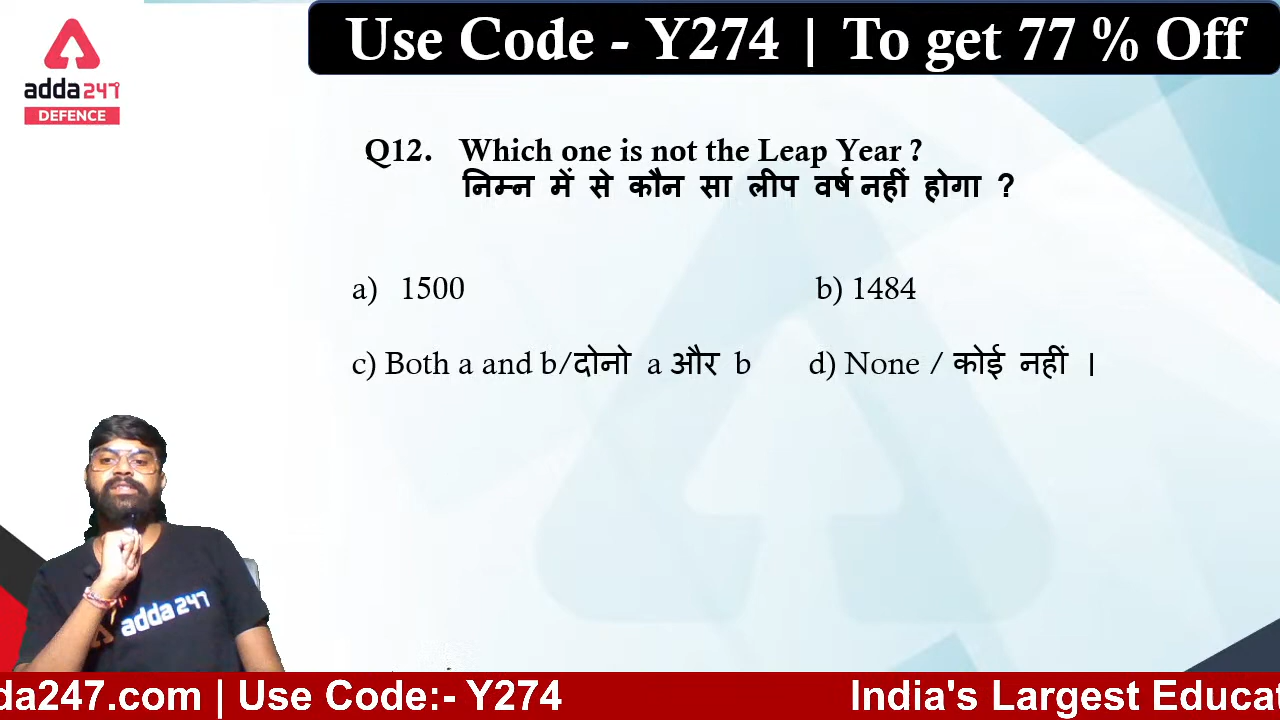 Use Code - Y274 | To get 77 % Off
adda247
DEFENCE
Q12. Which one is not the Leap Year ?
निम्न में से कौन सा लीप वर्ष नहीं होगा ?
a) 1500
b) 1484
c) Both a and b/दोनो a और b
d) None / कोई नहीं ।
adda247
da247.com | Use Code:- Y274
India's Largest Educat